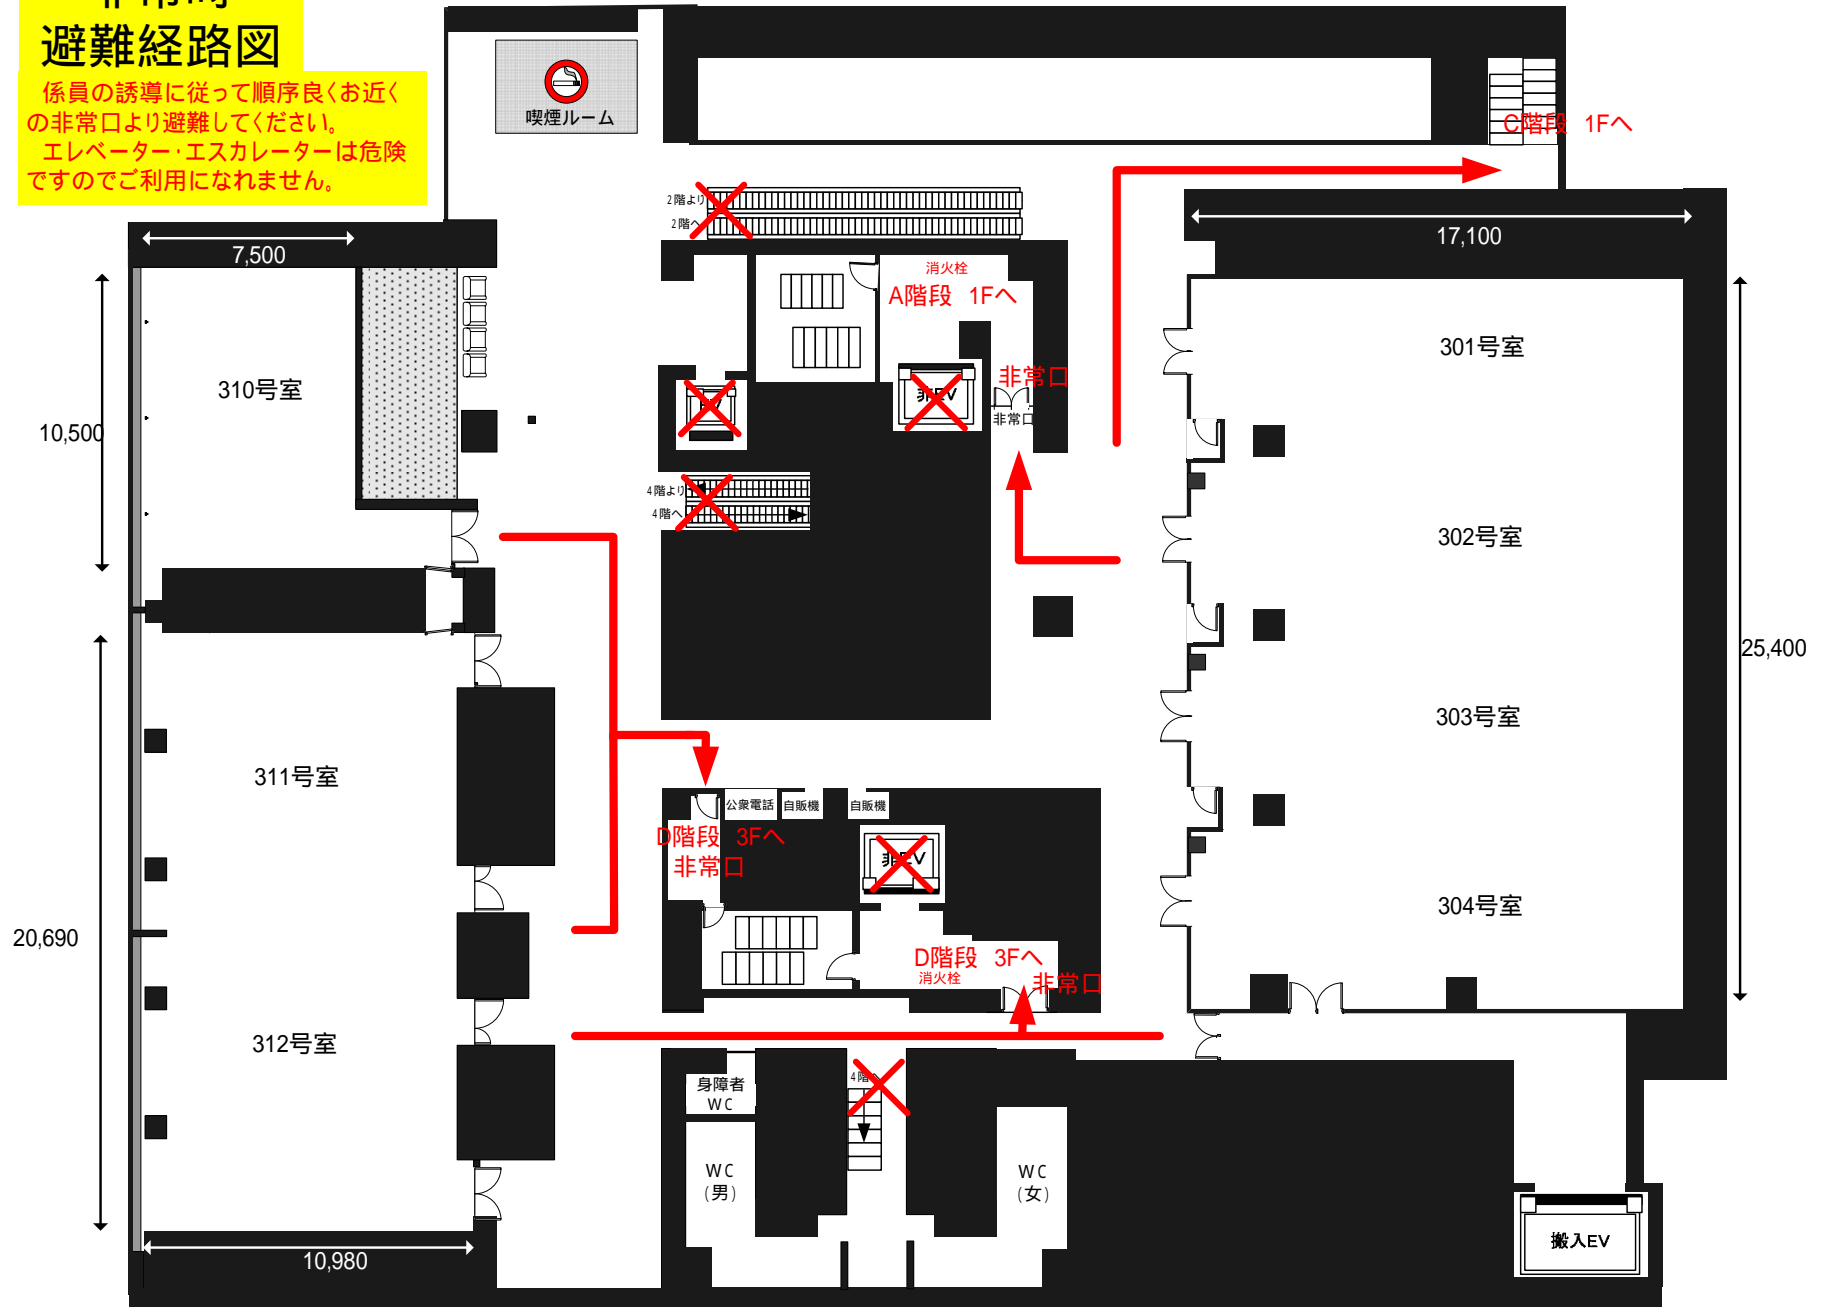 避難経路図
係員の誘導に従って順序良くお近く
の非常口より避難してください。
エレベーター・エスカレーターは危険
ですのでご利用になれません。
喫煙ルーム
C階段 1Fへ
2階より
2階へ
7,500
17,100
消火栓
A階段 1Fへ
310号室
10,500
301号室
非常口
非EV
非常口
4階より
4階へ
302号室
25,400
303号室
311号室
公衆電話
自販機
自販機
D階段 3Fへ
非常口
非EV
304号室
20,690
D階段 3Fへ
消火栓
非常口
312号室
4階へ
身障者
WC
WC
(男)
WC
(女)
搬入EV
10,980